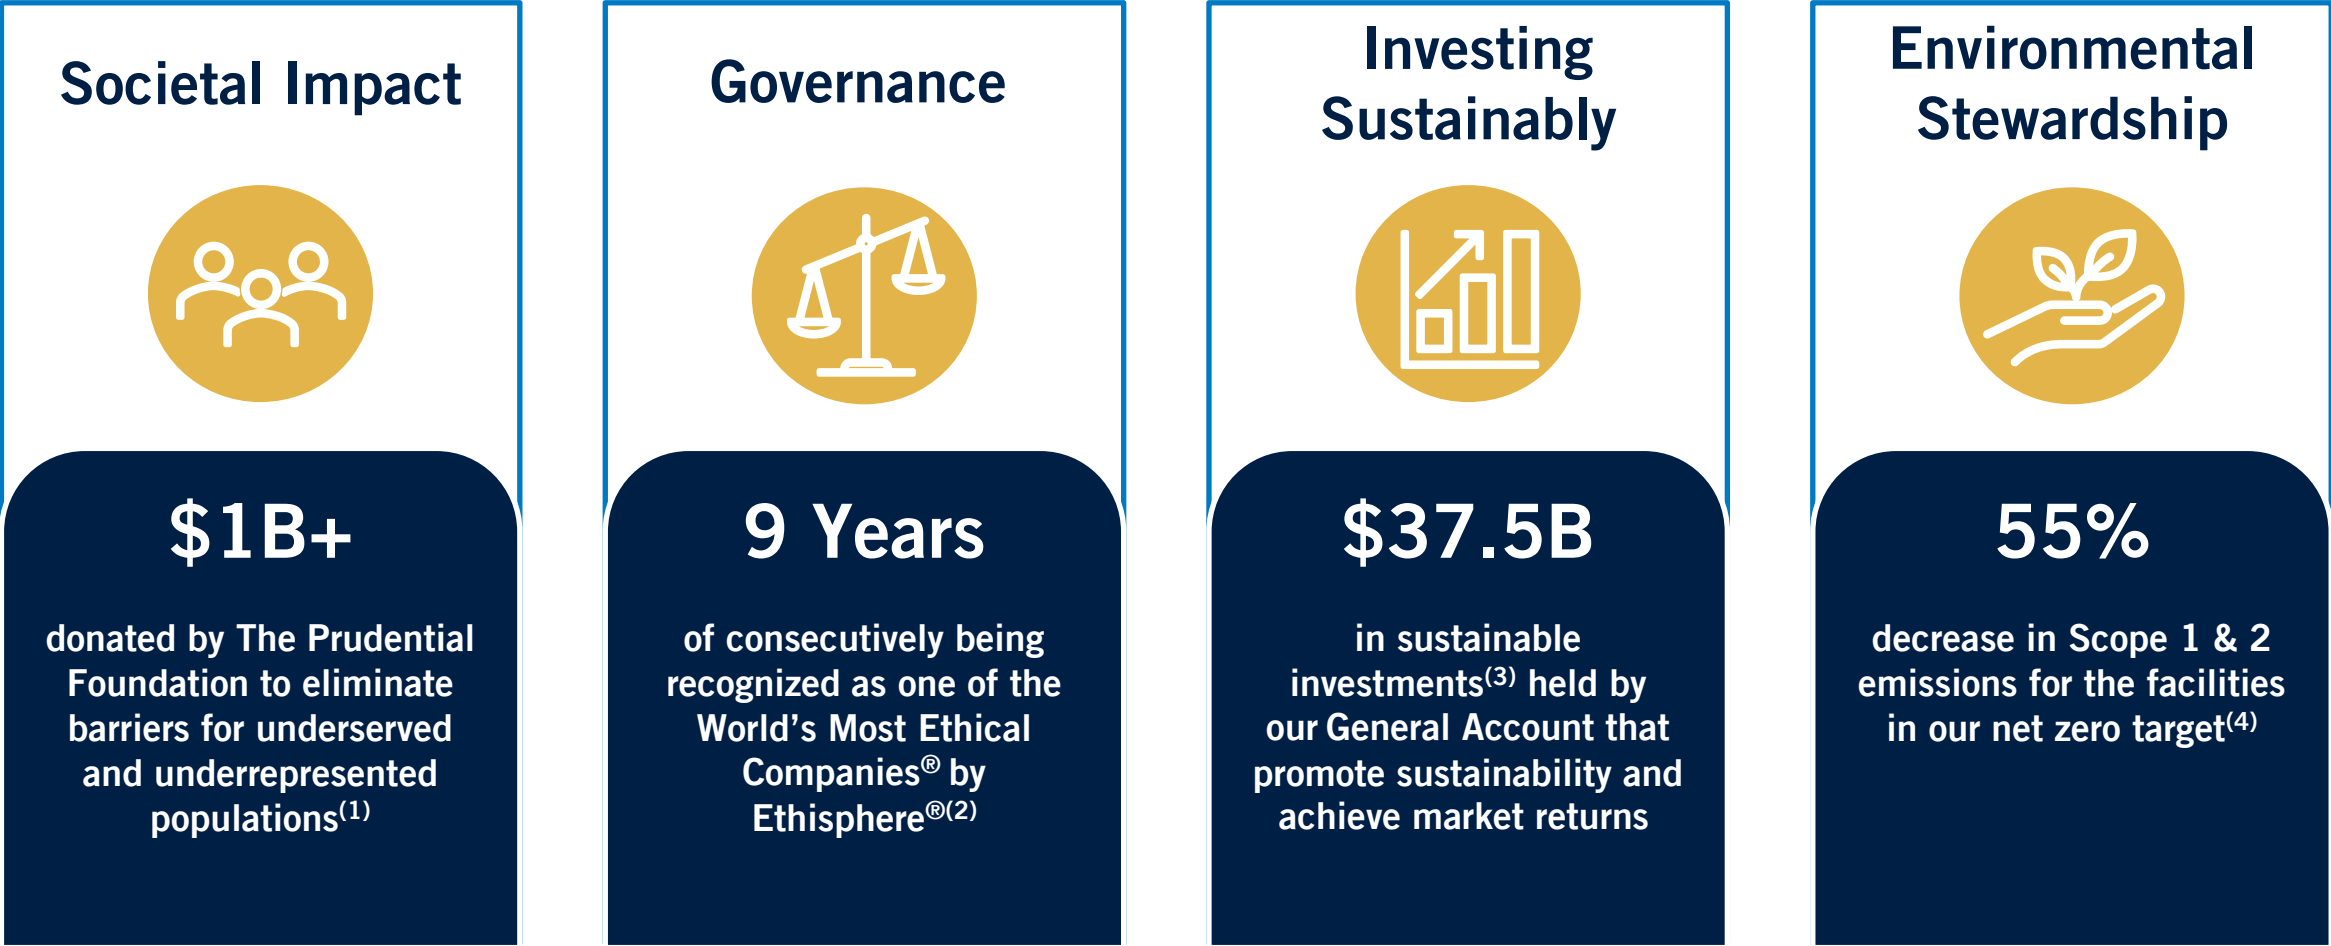 Societal Impact
$1B+
donated by The Prudential
Foundation to eliminate
barriers for underserved
and underrepresented
populations(1)
Governance
9 Years
of consecutively being
recognized as one of the
World's Most Ethical
Companies® by
Ethisphere®(2)
Investing
Sustainably
$37.5B
in sustainable
investments(3) held by
our General Account that
promote sustainability and
achieve market returns
Environmental
Stewardship
55%
decrease in Scope 1 & 2
emissions for the facilities
in our net zero target(4)